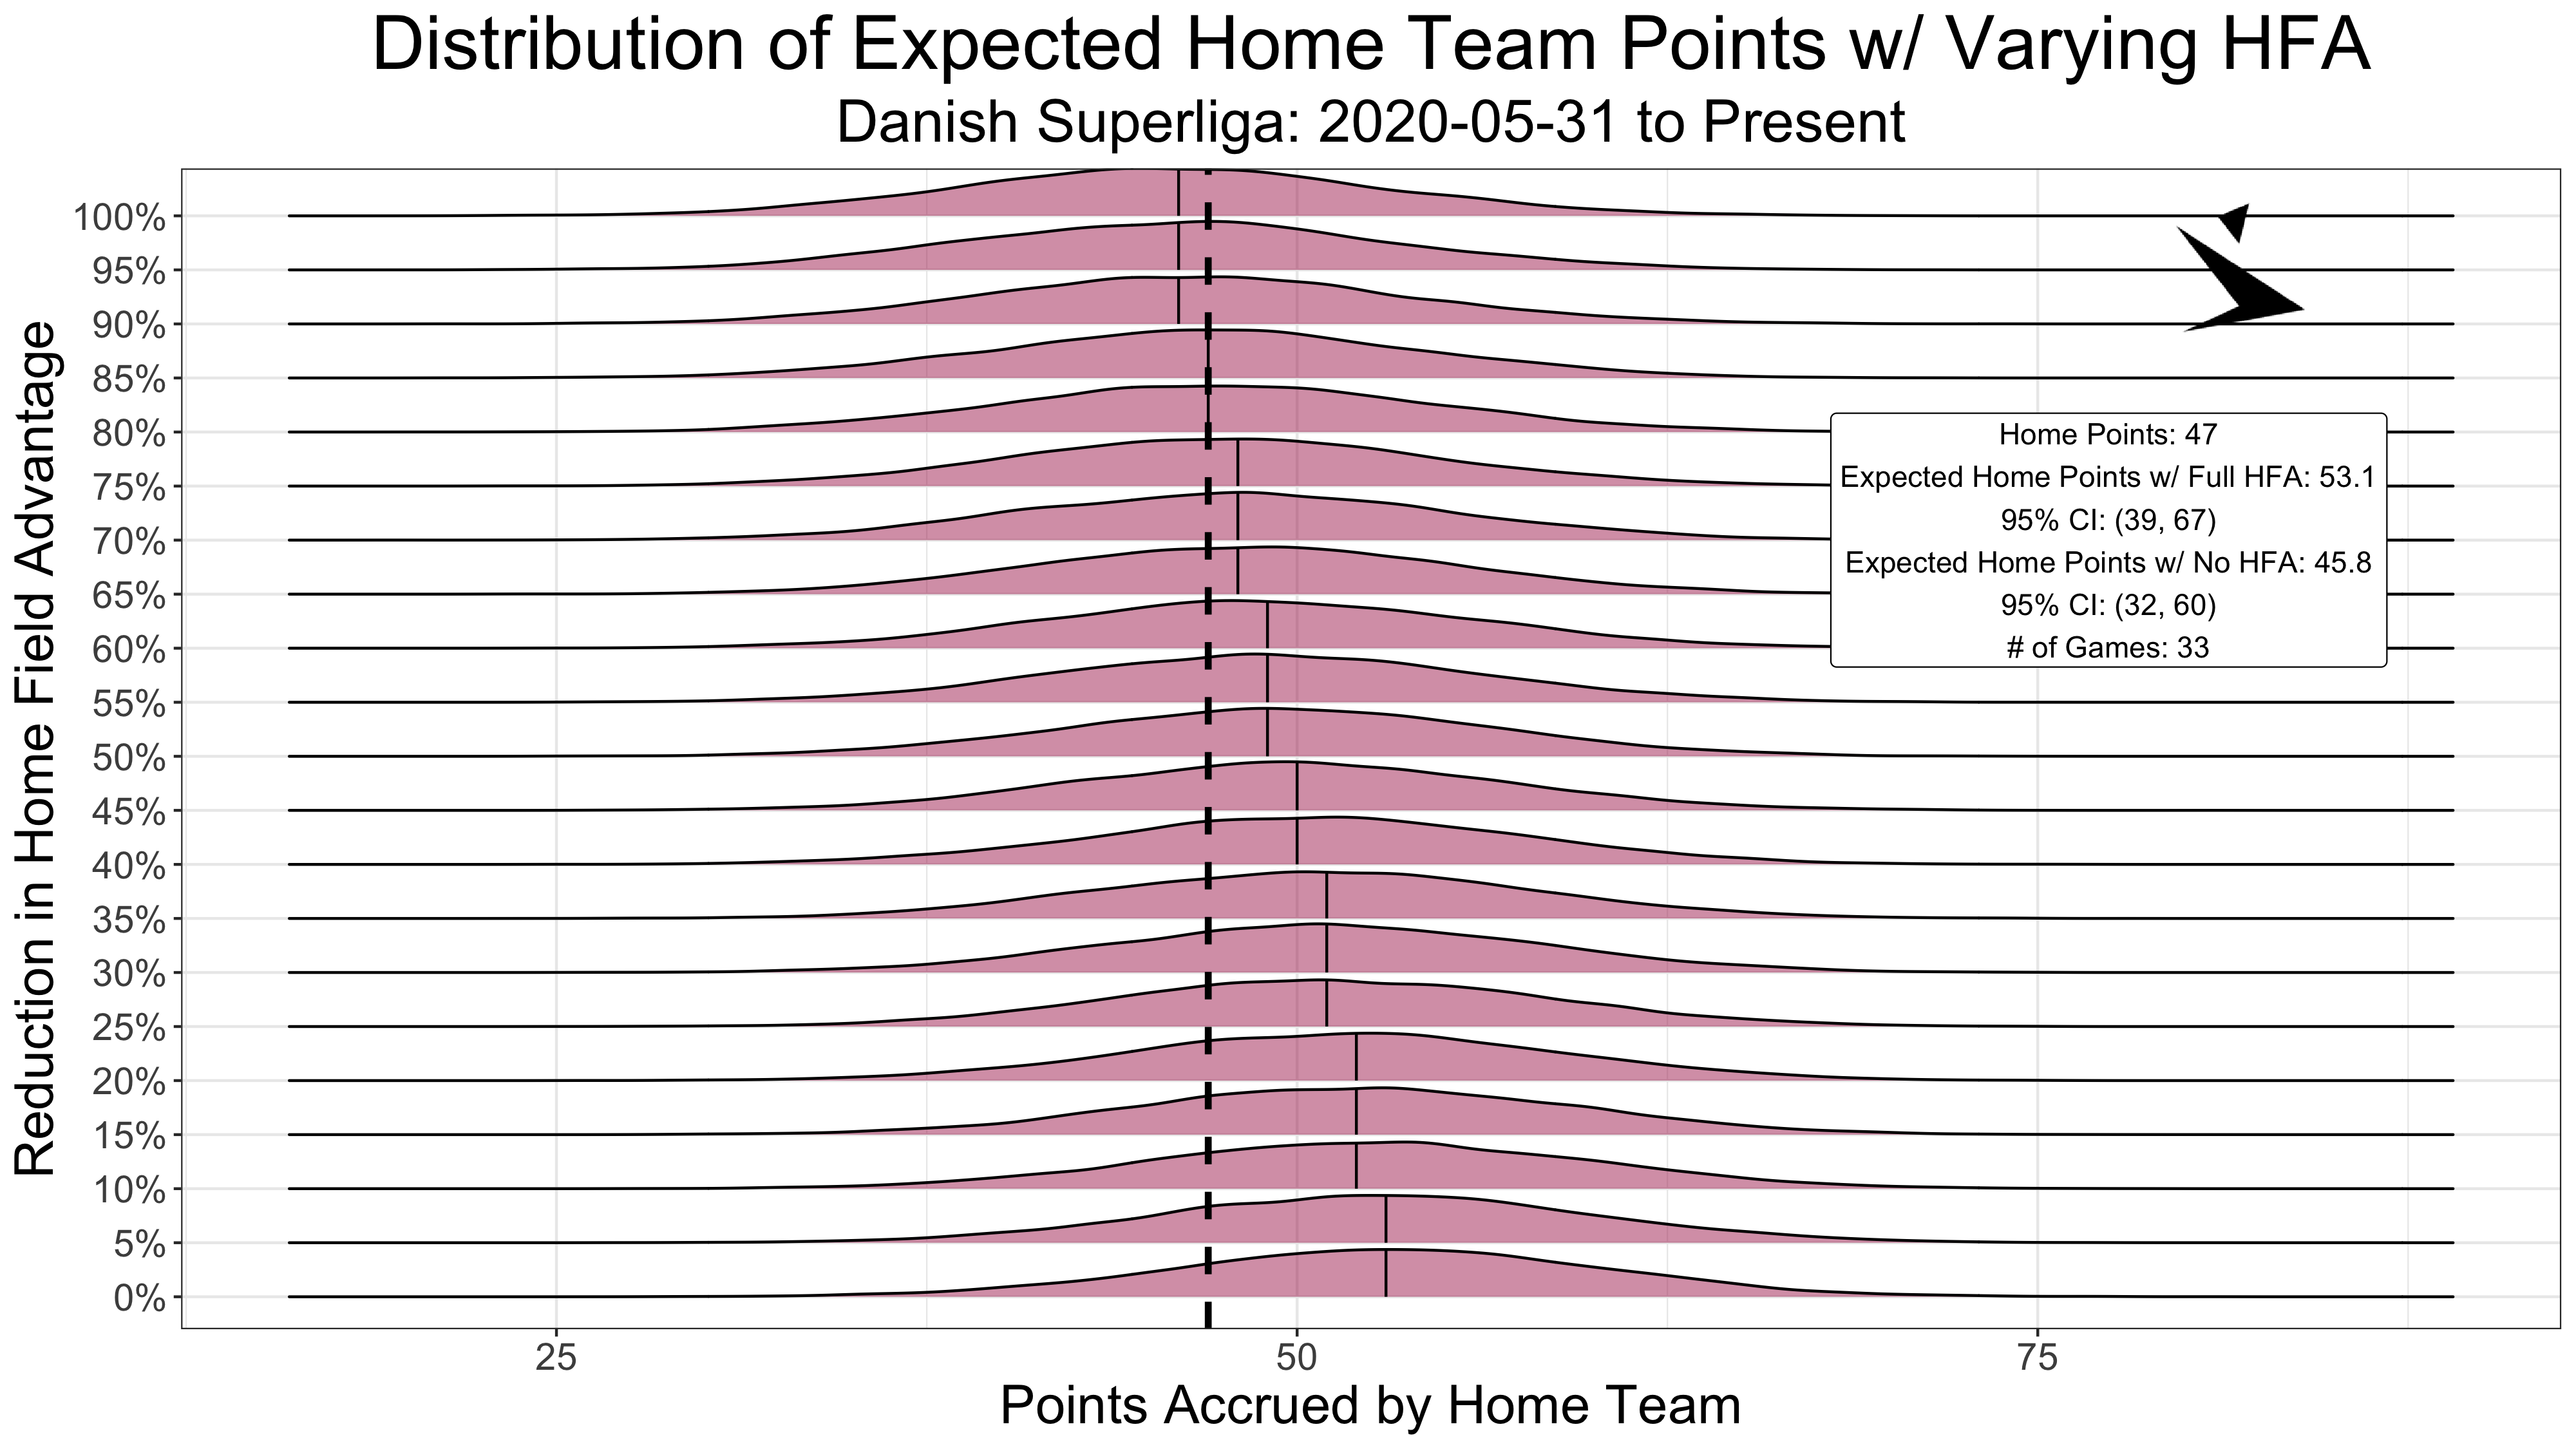 Distribution of Expected Home Team Points w/ Varying HFA
Danish Superliga: 2020-05-31 to Present
Reduction in Home Field Advantage
100%
95%
90%
85%
80%
75%
70%
65%
60%
55%
50%
45%
40%
35%
30%
25%
20%
15%
10%
5%
0%
Home Points: 47
Expected Home Points w/ Full HFA: 53.1
95% CI: (39, 67)
Expected Home Points w/ No HFA: 45.8
95% CI: (32, 60)
# of Games: 33
25 50 75
Points Accrued by Home Team